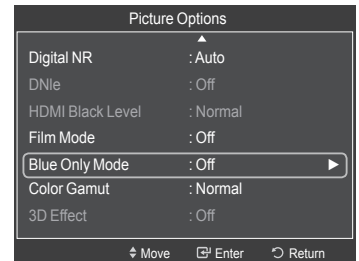 Picture Options
Digital NR : Auto
DNIe : Off
HDMI Black Level : Normal
Film Mode : Off
Blue Only Mode : Off
Color Gamut : Normal
3D Effect : Off
Move Enter Return